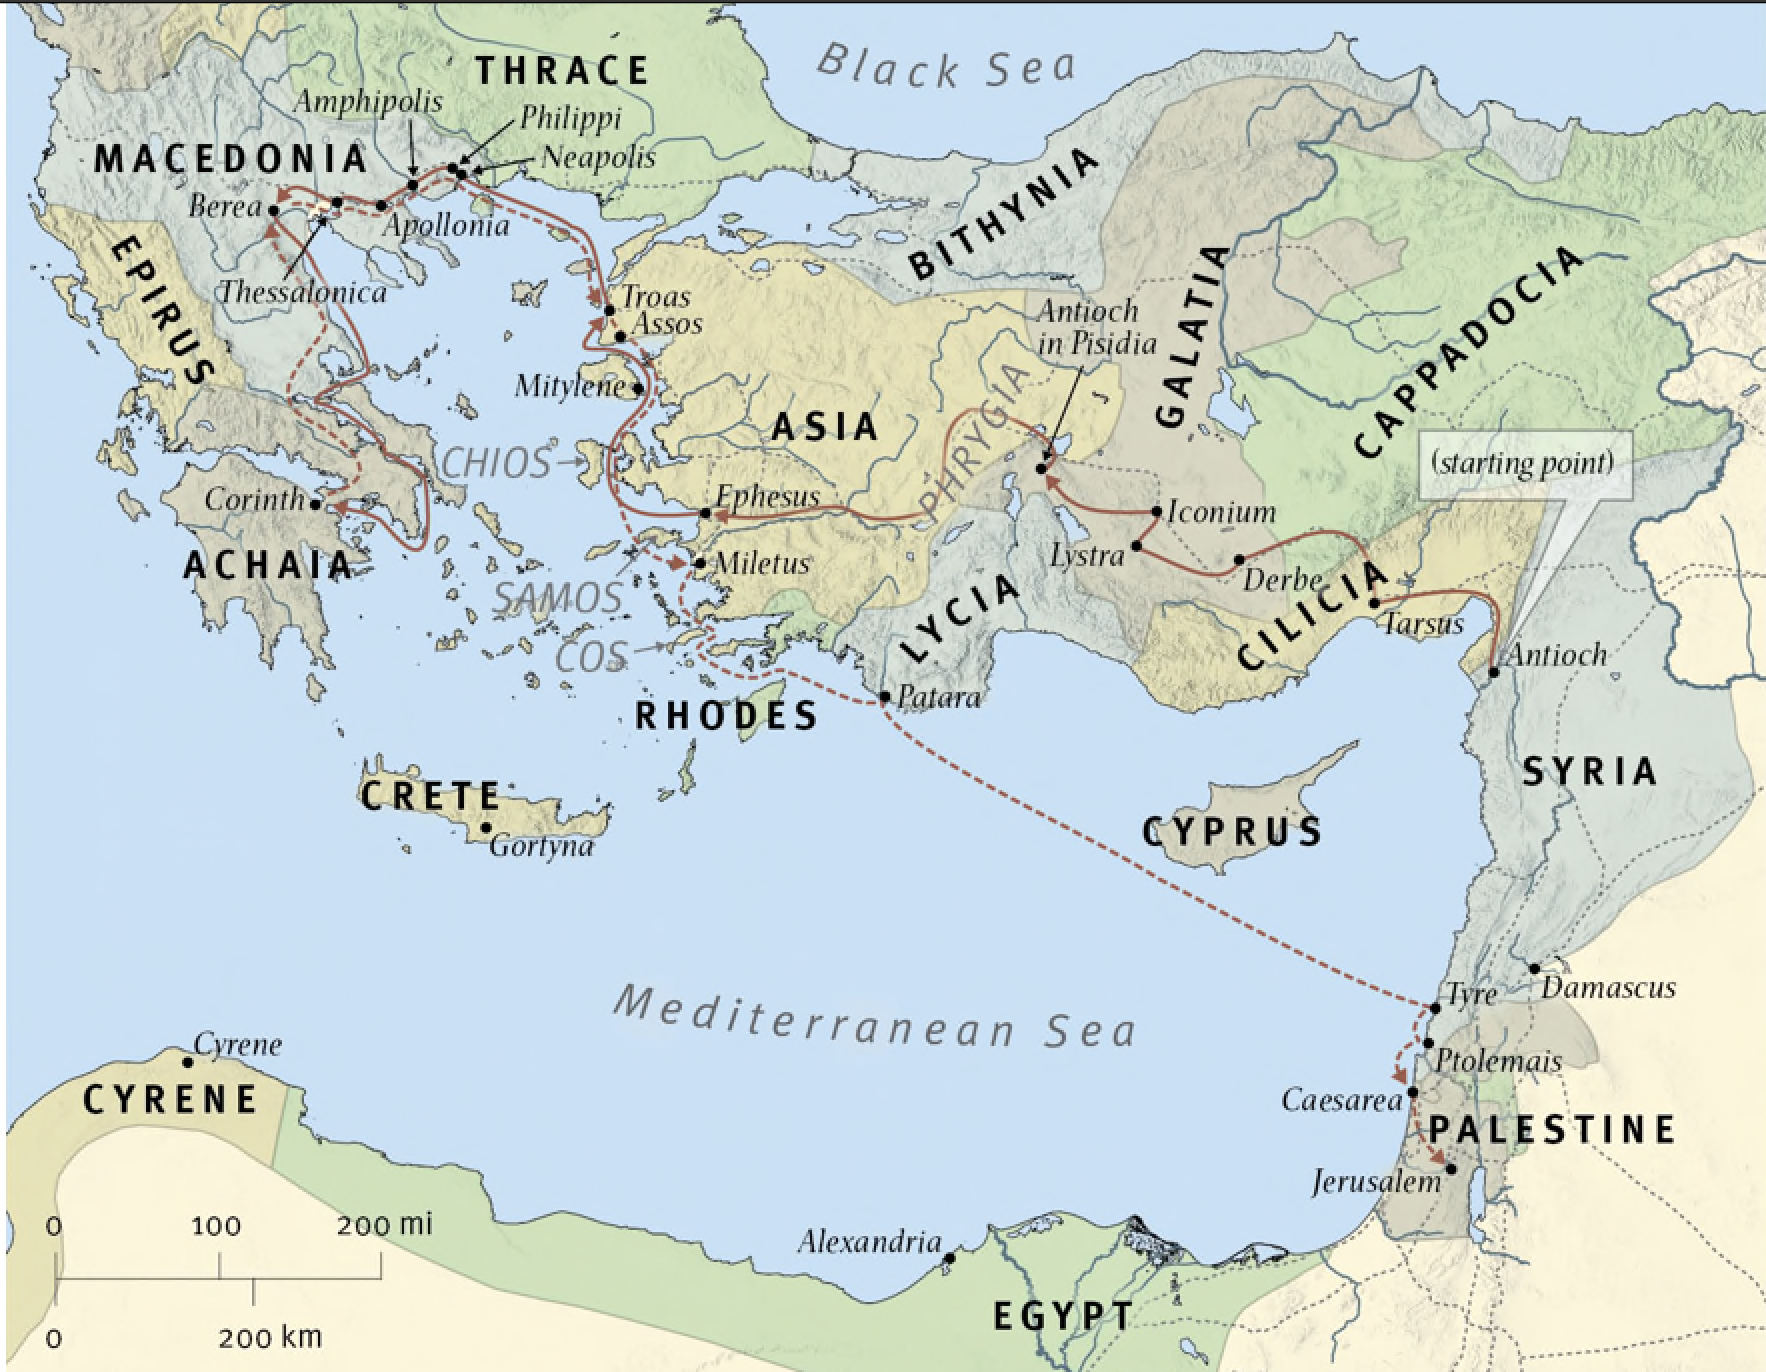 Black Sea
THRACE
Amphipolis
Philippi
Neapolis
MACEDONIA
Berea
Apollonia
Thessalonica
EPIRUS
BITHYNIA
GALATIA
CAPPADOCIA
Troas
Assos
Antioch
in Pisidia
Mitylene
ASIA
PHRYGIA
CHIOS
(starting point)
Corinth
Ephesus
Iconium
ACHAIA
Miletus
Lystra
Derbe
SAMOS
LYCIA
CILICIA
Tarsus
COS
Antioch
RHODES
Patara
SYRIA
CRETE
Gortyna
CYPRUS
Mediterranean Sea
Tyre
Damascus
Cyrene
Ptolemais
CYRENE
Caesarea
PALESTINE
Jerusalem
0 100 200 mi
Alexandria
0 200 km
EGYPT